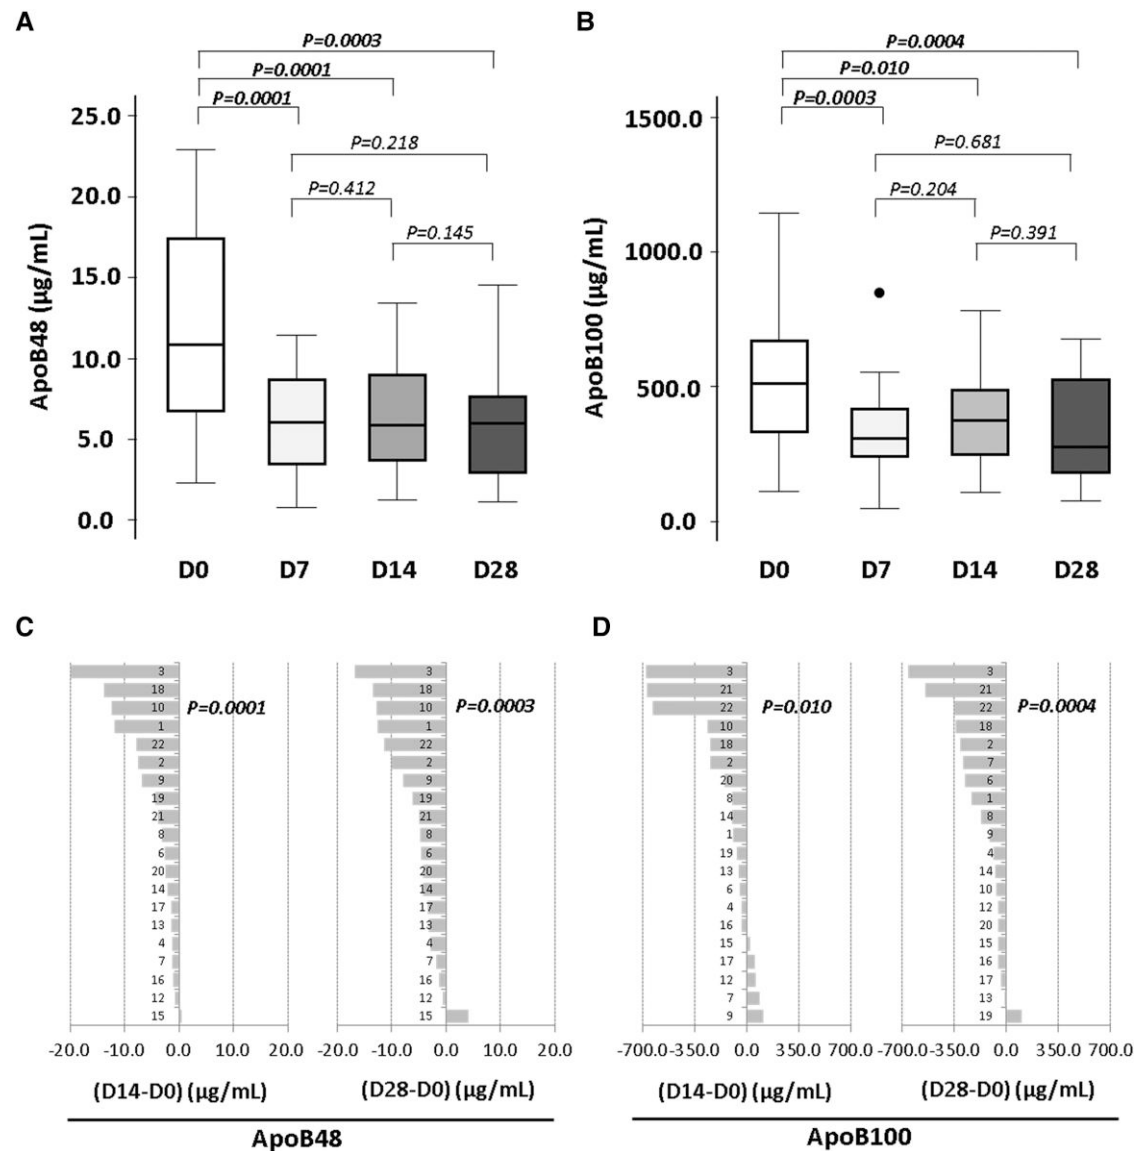 A
P=0.0003
P=0.0001
P=0.0001
P=0.218
P=0.412
P=0.145
ApoB48 (µg/mL)
25.0
20.0
15.0
10.0
5.0
0.0
D0 D7 D14 D28
B
P=0.0004
P=0.010
P=0.0003
P=0.681
P=0.204
P=0.391
ApoB100 (µg/mL)
1500.0
1000.0
500.0
0.0
D0 D7 D14 D28
C
3
18
10
1
22
2
9
19
21
8
6
20
14
17
13
4
7
16
12
15
P=0.0001
-20.0 -10.0 0.0 10.0 20.0
(D14-D0) (µg/mL)
3
18
10
1
22
2
9
19
21
8
6
20
14
17
13
4
7
16
12
15
P=0.0003
-20.0 -10.0 0.0 10.0 20.0
(D28-D0) (µg/mL)
ApoB48
D
3
21
22
10
18
2
20
8
14
1
19
13
6
4
16
15
17
12
7
9
P=0.010
-700.0 -350.0 0.0 350.0 700.0
(D14-D0) (µg/mL)
3
21
22
18
2
7
6
1
8
9
4
14
10
12
20
15
16
17
13
19
P=0.0004
-700.0 -350.0 0.0 350.0 700.0
(D28-D0) (µg/mL)
ApoB100